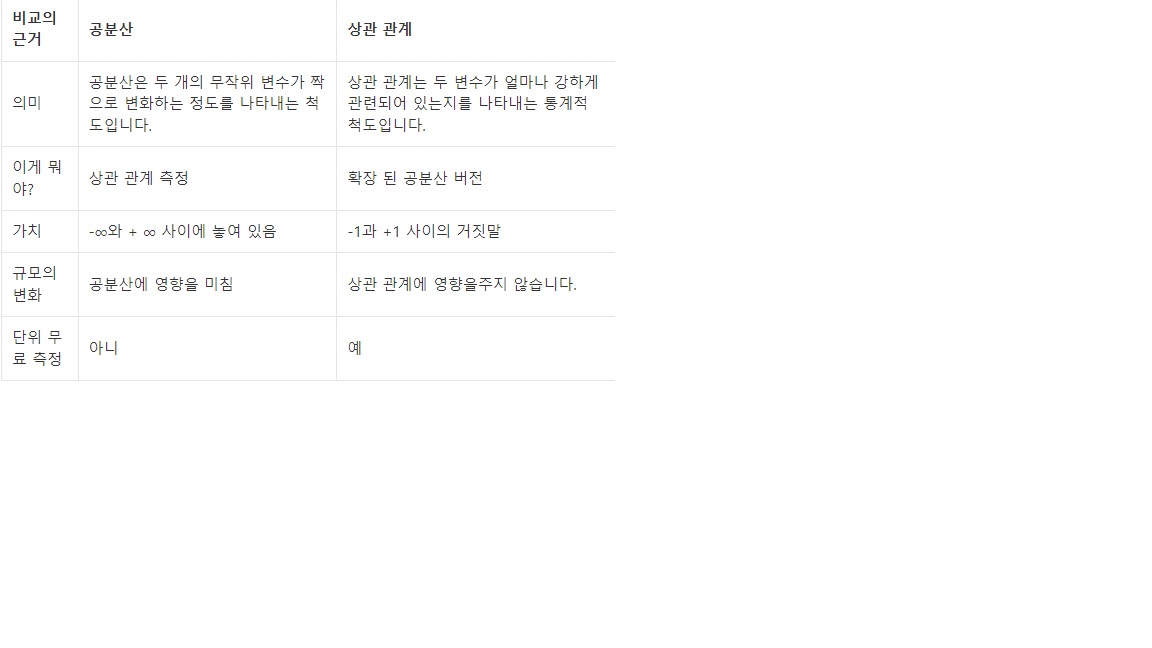 비교의
근거
공분산
상관 관계
의미
공분산은 두 개의 무작위 변수가 짝
으로 변화하는 정도를 나타내는 척
도입니다.
상관 관계는 두 변수가 얼마나 강하게
관련되어 있는지를 나타내는 통계적
척도입니다.
이게 뭐
야?
상관 관계 측정
확장 된 공분산 버전
가치
-∞와 + ∞ 사이에 놓여 있음
-1과 +1 사이의 거짓말
규모의
변화
공분산에 영향을 미침
상관 관계에 영향을주지 않습니다.
단위 무
료 측정
아니
예